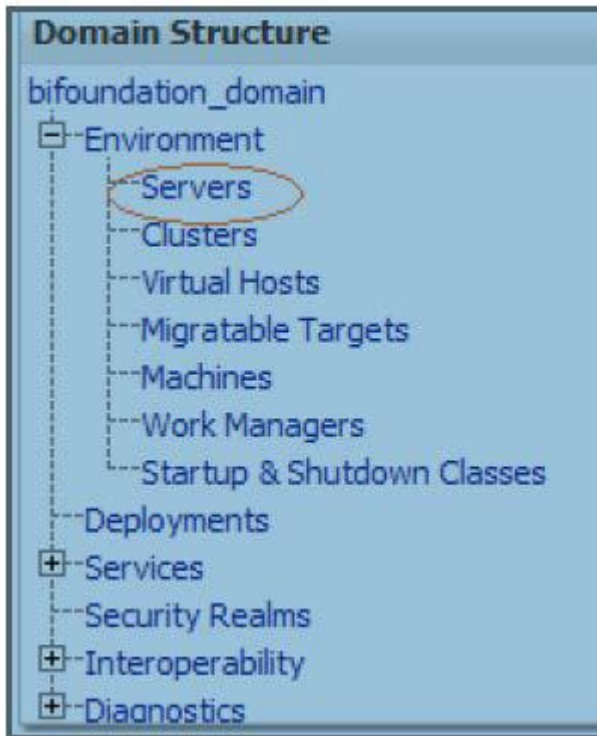 Domain Structure
bifoundation_domain
Environment
Servers
Clusters
Virtual Hosts
Migratable Targets
Machines
Work Managers
Startup & Shutdown Classes
Deployments
Services
Security Realms
Interoperability
Diagnostics